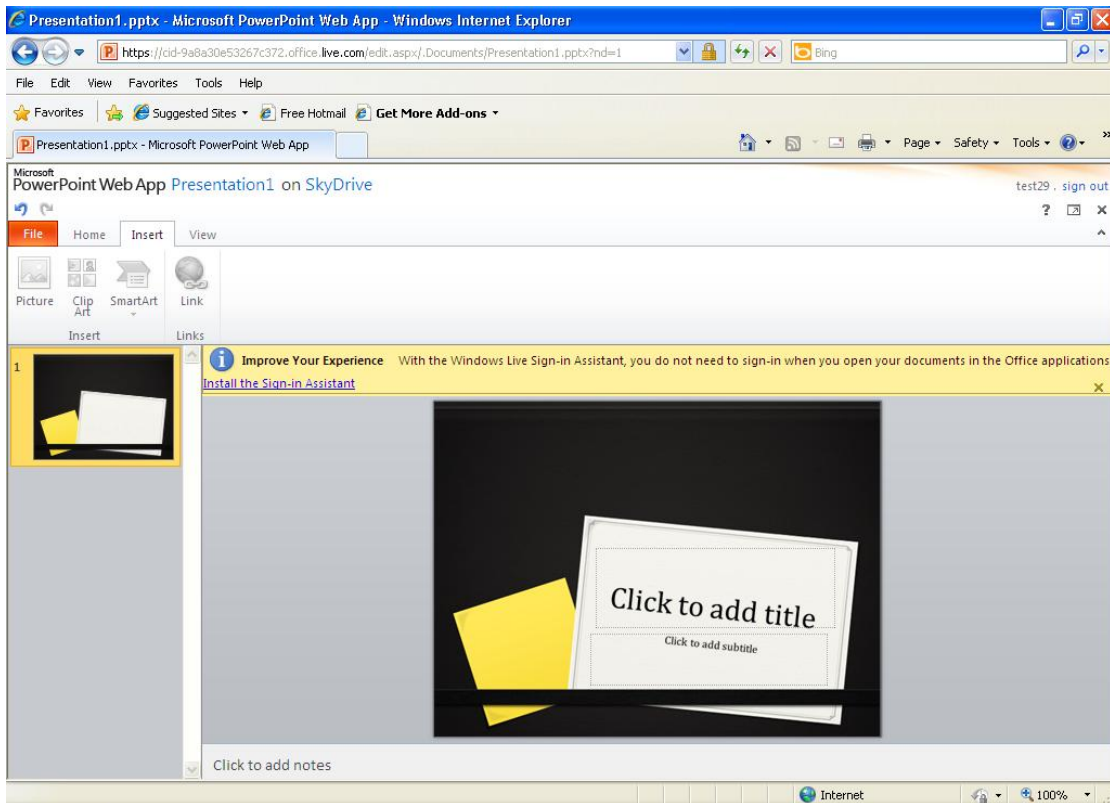 Presentation1.pptx - Microsoft PowerPoint Web App - Windows Internet Explorer
https://cid-9a8a30e53267c372.office.live.com/edit.aspx/.Documents/Presentation1.pptx?nd=1
Bing
File Edit View Favorites Tools Help
Favorites Suggested Sites Free Hotmail Get More Add-ons
Presentation1.pptx - Microsoft PowerPoint Web App Page Safety Tools
Microsoft
PowerPoint Web App Presentation1 on SkyDrive
test29 . sign out
File Home Insert View
Picture Clip Art SmartArt Link
Insert Links
1
Improve Your Experience With the Windows Live Sign-in Assistant, you do not need to sign-in when you open your documents in the Office applications
Install the Sign-in Assistant
Click to add title
Click to add subtitle
Click to add notes
Internet 100%